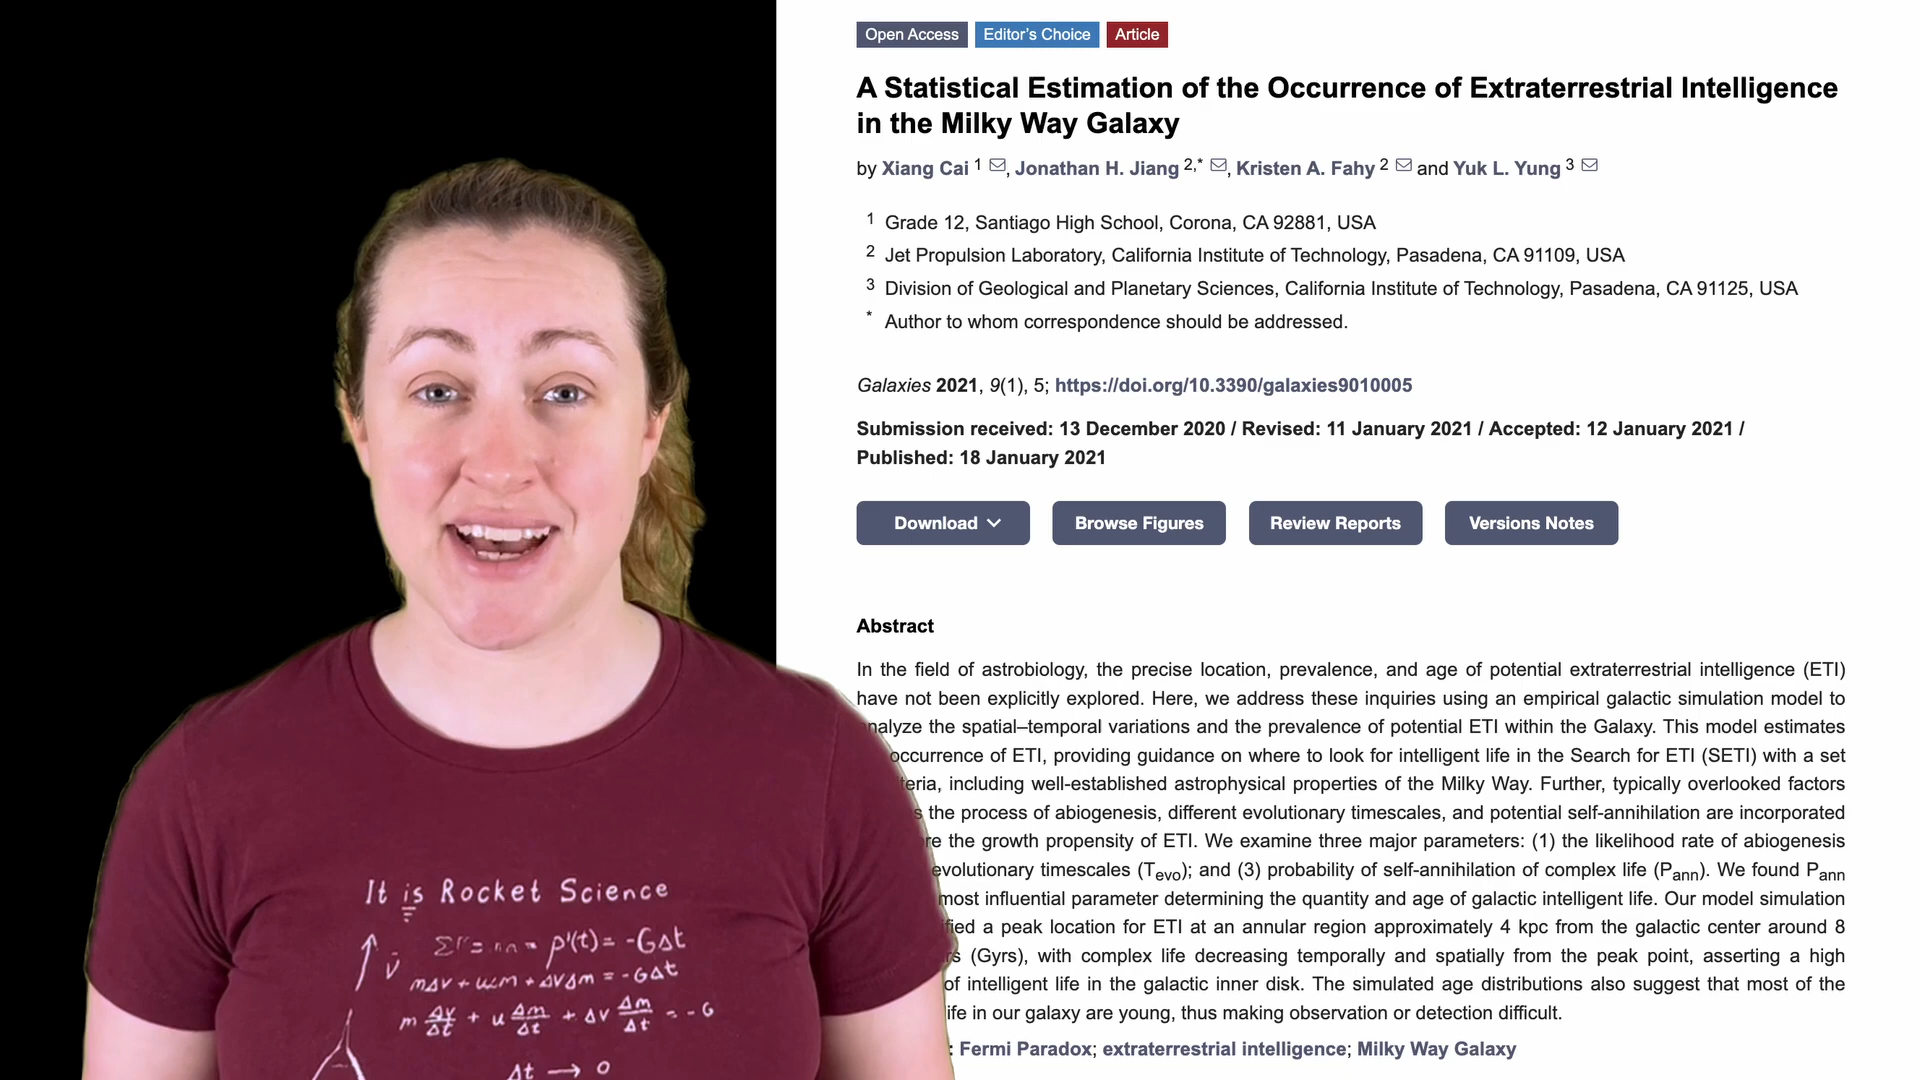 Open Access Editor's Choice Article
A Statistical Estimation of the Occurrence of Extraterrestrial Intelligence
in the Milky Way Galaxy
by Xiang Cai 1, Jonathan H. Jiang 2,*, Kristen A. Fahy 2 and Yuk L. Yung 3
1 Grade 12, Santiago High School, Corona, CA 92881, USA
2 Jet Propulsion Laboratory, California Institute of Technology, Pasadena, CA 91109, USA
3 Division of Geological and Planetary Sciences, California Institute of Technology, Pasadena, CA 91125, USA
* Author to whom correspondence should be addressed.
Galaxies 2021, 9(1), 5; https://doi.org/10.3390/galaxies9010005
Submission received: 13 December 2020 / Revised: 11 January 2021 / Accepted: 12 January 2021 /
Published: 18 January 2021
Download Browse Figures Review Reports Versions Notes
Abstract
In the field of astrobiology, the precise location, prevalence, and age of potential extraterrestrial intelligence (ETI)
have not been explicitly explored. Here, we address these inquiries using an empirical galactic simulation model to
analyze the spatial–temporal variations and the prevalence of potential ETI within the Galaxy. This model estimates
occurrence of ETI, providing guidance on where to look for intelligent life in the Search for ETI (SETI) with a set
including well-established astrophysical properties of the Milky Way. Further, typically overlooked factors
the process of abiogenesis, different evolutionary timescales, and potential self-annihilation are incorporated
the growth propensity of ETI. We examine three major parameters: (1) the likelihood rate of abiogenesis
evolutionary timescales (Tevo); and (3) probability of self-annihilation of complex life (Pann). We found Pann
most influential parameter determining the quantity and age of galactic intelligent life. Our model simulation
a peak location for ETI at an annular region approximately 4 kpc from the galactic center around 8
(Gyrs), with complex life decreasing temporally and spatially from the peak point, asserting a high
of intelligent life in the galactic inner disk. The simulated age distributions also suggest that most of the
life in our galaxy are young, thus making observation or detection difficult.
: Fermi Paradox; extraterrestrial intelligence; Milky Way Galaxy
It is Rocket Science
p'(t) = -GΔt
mΔv + uΔm + ΔvΔm = -GΔt
m Δv/Δt + u Δm/Δt + Δv Δm/Δt = -G
Δt → 0